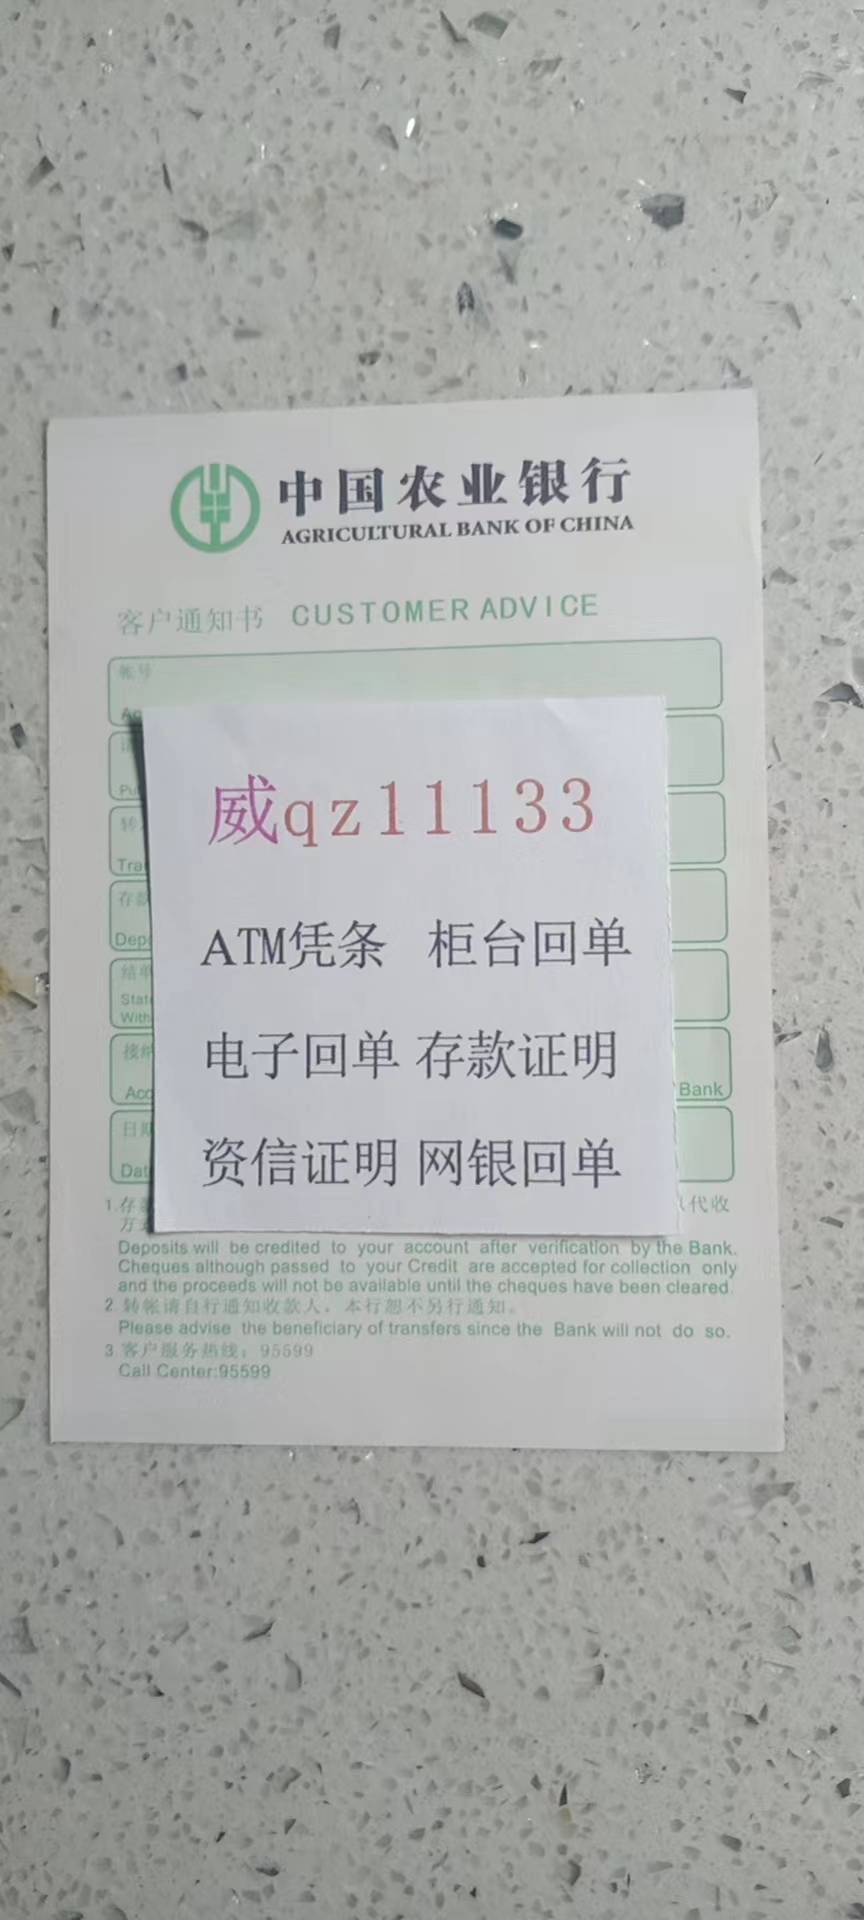 中国农业银行
AGRICULTURAL BANK OF CHINA
客户通知书 CUSTOMER ADVICE
帐号
威qz11133
ATM凭条 柜台回单
电子回单 存款证明
资信证明 网银回单
Bank
1.存
代收
Deposits will be credited to your account after verification by the Bank.
Cheques although passed to your Credit are accepted for collection only
and the proceeds will not be available until the cheques have been cleared.
2.转帐请自行通知收款人，本行恕不另行通知。
Please advise the beneficiary of transfers since the Bank will not do so.
3.客户服务热线：95599
Call Center:95599